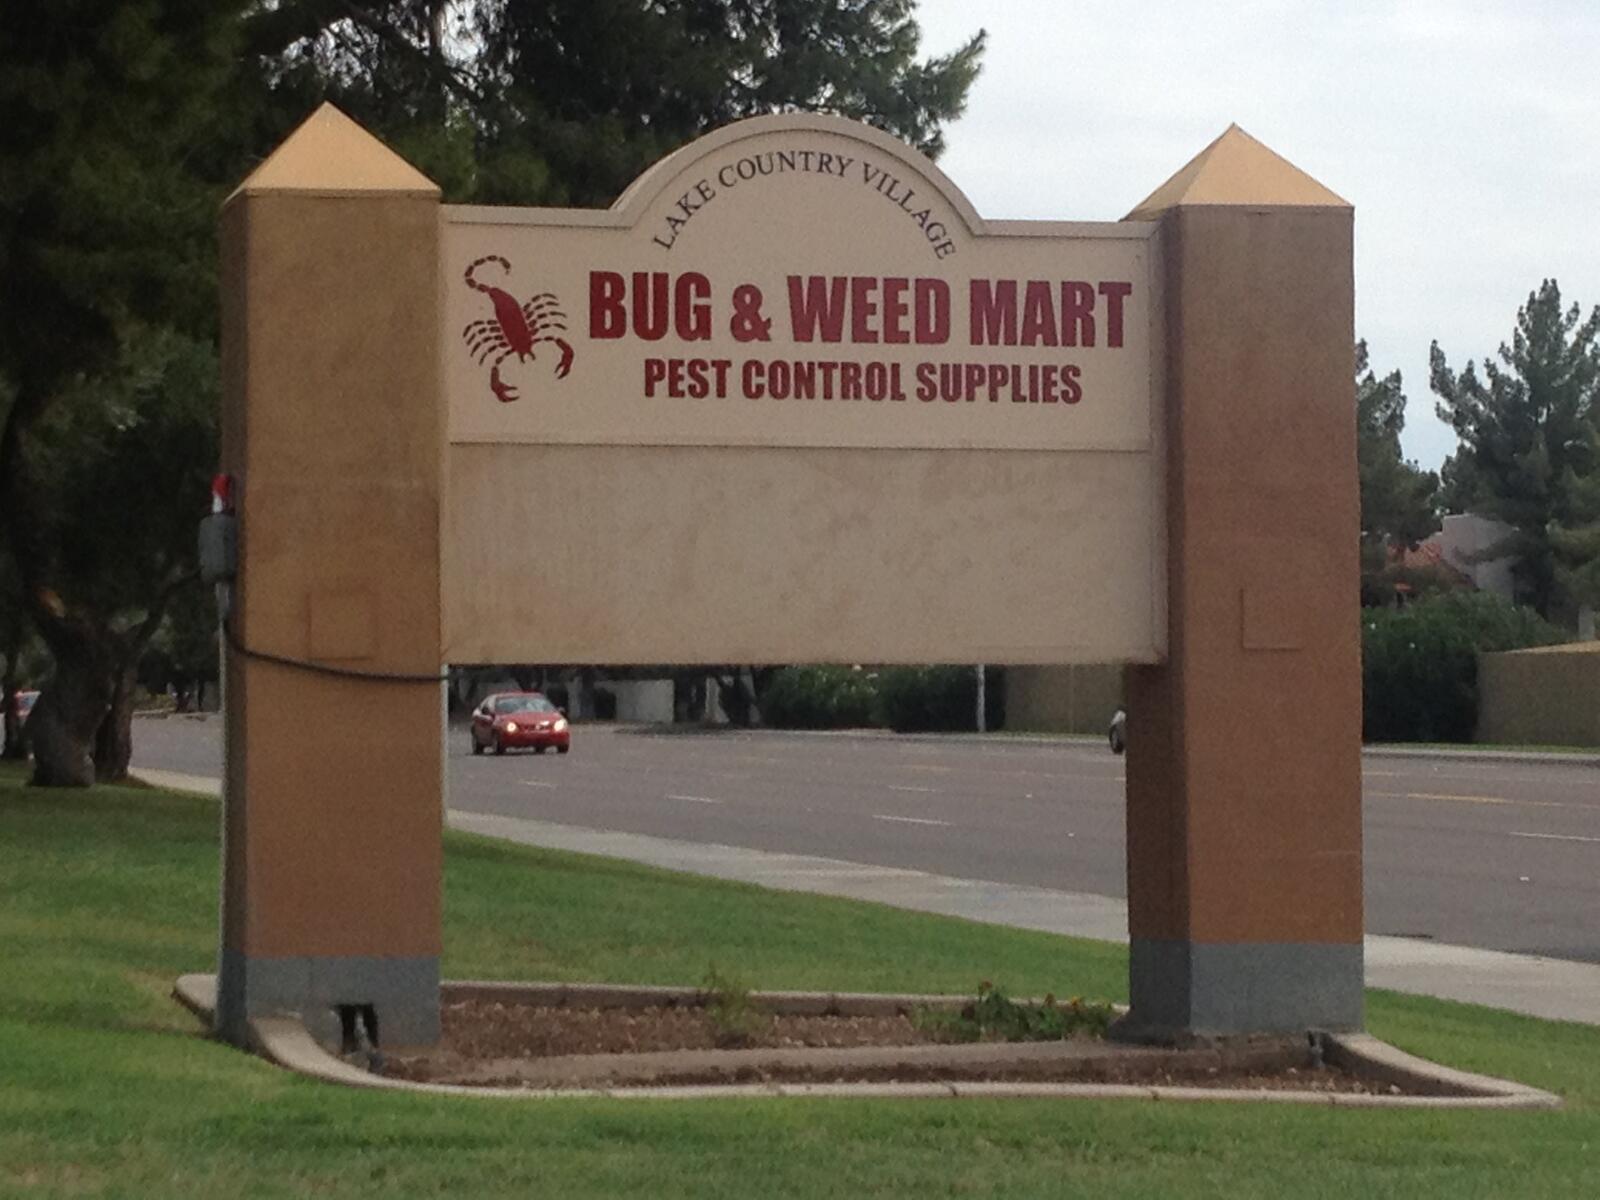 LAKE COUNTRY VILLAGE
BUG & WEED MART
PEST CONTROL SUPPLIES